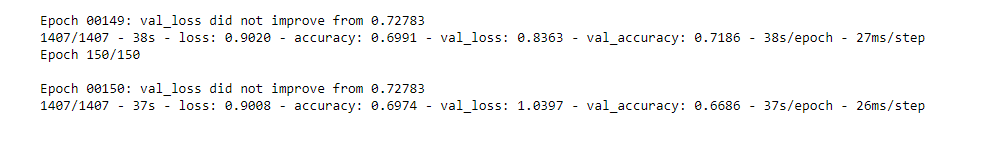 Epoch 00149: val_loss did not improve from 0.72783
1407/1407 - 38s - loss: 0.9020 - accuracy: 0.6991 - val_loss: 0.8363 - val_accuracy: 0.7186 - 38s/epoch - 27ms/step
Epoch 150/150
Epoch 00150: val_loss did not improve from 0.72783
1407/1407 - 37s - loss: 0.9008 - accuracy: 0.6974 - val_loss: 1.0397 - val_accuracy: 0.6686 - 37s/epoch - 26ms/step